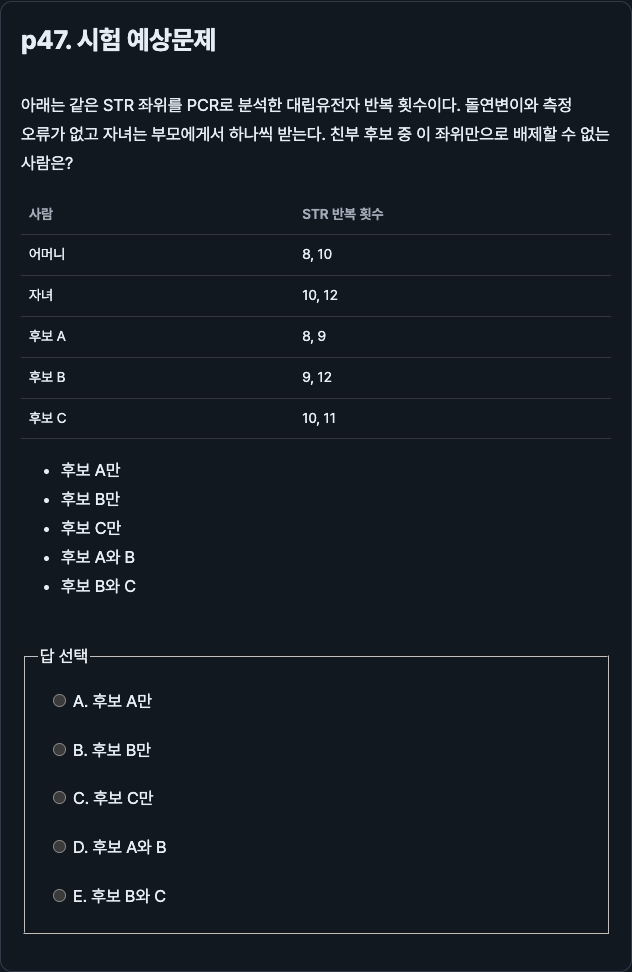 p47. 시험 예상문제
아래는 같은 STR 좌위를 PCR로 분석한 대립유전자 반복 횟수이다. 돌연변이와 측정
오류가 없고 자녀는 부모에게서 하나씩 받는다. 친부 후보 중 이 좌위만으로 배제할 수 없는
사람은?
사람 STR 반복 횟수
어머니 8, 10
자녀 10, 12
후보 A 8, 9
후보 B 9, 12
후보 C 10, 11
• 후보 A만
• 후보 B만
• 후보 C만
• 후보 A와 B
• 후보 B와 C
답 선택
A. 후보 A만
B. 후보 B만
C. 후보 C만
D. 후보 A와 B
E. 후보 B와 C